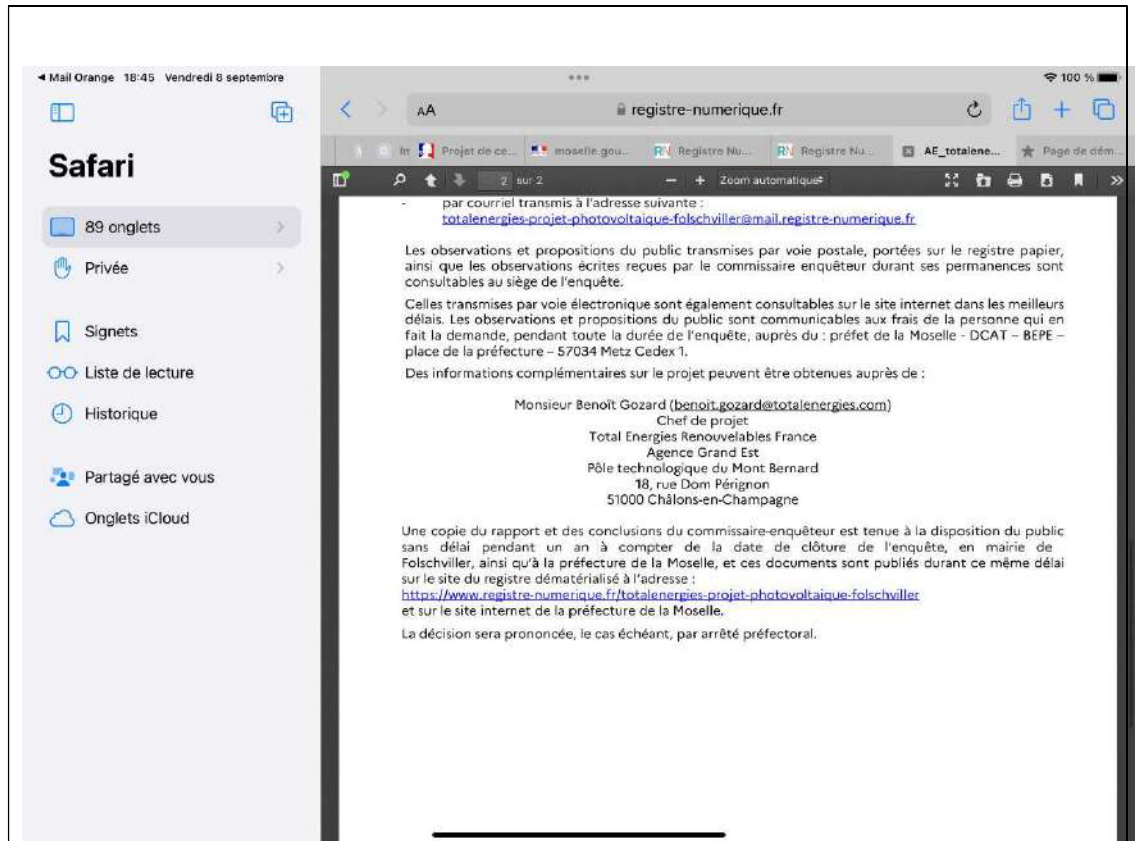 ◀ Mail Orange 18:45 Vendredi 8 septembre
100 %
Safari
89 onglets
Privée
Signets
Liste de lecture
Historique
Partagé avec vous
Onglets iCloud
AA
registre-numerique.fr
Projet de ce...
moselle.gou...
RN Registre Nu...
RN Registre Nu...
AE_totalene...
Page de dém...
2 sur 2
− + Zoom automatique
- par courriel transmis à l'adresse suivante :
totalenergies-projet-photovoltaique-folschviller@mail.registre-numerique.fr
Les observations et propositions du public transmises par voie postale, portées sur le registre papier,
ainsi que les observations écrites reçues par le commissaire enquêteur durant ses permanences sont
consultables au siège de l'enquête.
Celles transmises par voie électronique sont également consultables sur le site internet dans les meilleurs
délais. Les observations et propositions du public sont communicables aux frais de la personne qui en
fait la demande, pendant toute la durée de l'enquête, auprès du : préfet de la Moselle - DCAT – BEPE –
place de la préfecture – 57034 Metz Cedex 1.
Des informations complémentaires sur le projet peuvent être obtenues auprès de :
Monsieur Benoît Gozard (benoit.gozard@totalenergies.com)
Chef de projet
Total Energies Renouvelables France
Agence Grand Est
Pôle technologique du Mont Bernard
18, rue Dom Pérignon
51000 Châlons-en-Champagne
Une copie du rapport et des conclusions du commissaire-enquêteur est tenue à la disposition du public
sans délai pendant un an à compter de la date de clôture de l'enquête, en mairie de
Folschviller, ainsi qu'à la préfecture de la Moselle, et ces documents sont publiés durant ce même délai
sur le site du registre dématérialisé à l'adresse :
https://www.registre-numerique.fr/totalenergies-projet-photovoltaique-folschviller
et sur le site internet de la préfecture de la Moselle.
La décision sera prononcée, le cas échéant, par arrêté préfectoral.